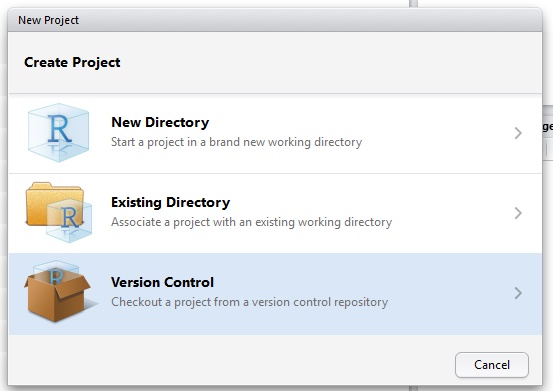 New Project
Create Project
R
New Directory
Start a project in a brand new working directory
R
Existing Directory
Associate a project with an existing working directory
R
Version Control
Checkout a project from a version control repository
Cancel
ge